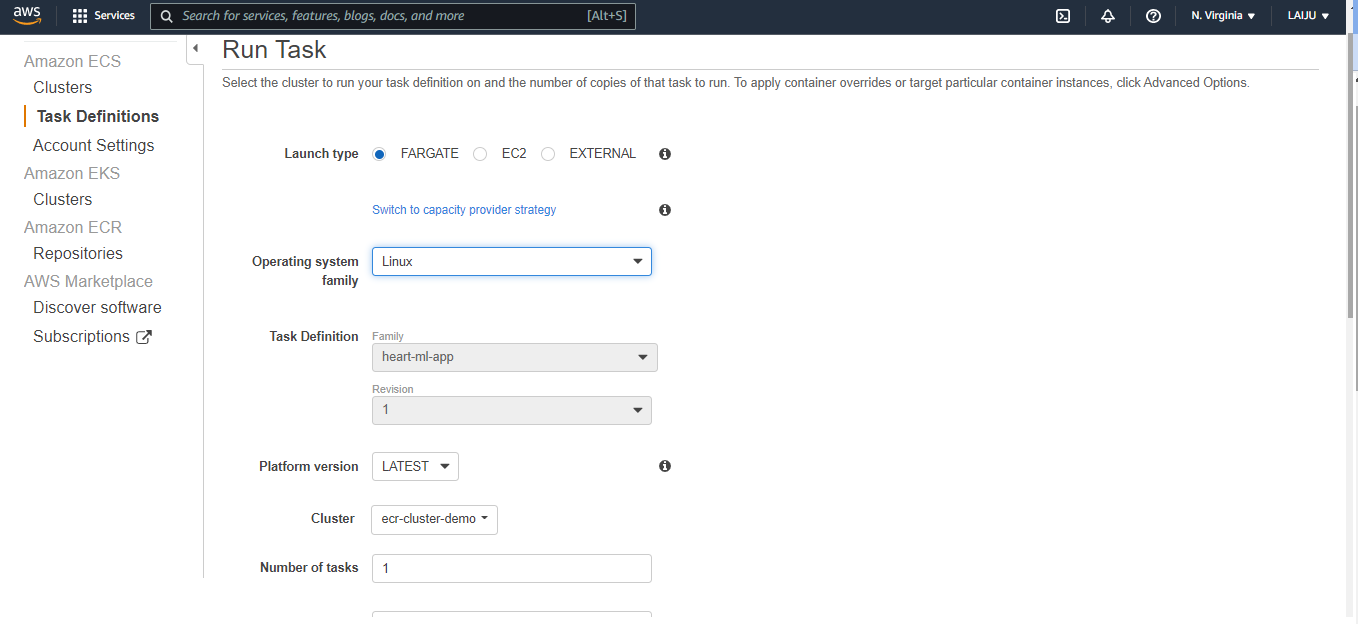 aws
Services
Search for services, features, blogs, docs, and more
[Alt+S]
N. Virginia
LAIJU
Amazon ECS
Clusters
Task Definitions
Account Settings
Amazon EKS
Clusters
Amazon ECR
Repositories
AWS Marketplace
Discover software
Subscriptions
Run Task
Select the cluster to run your task definition on and the number of copies of that task to run. To apply container overrides or target particular container instances, click Advanced Options.
Launch type
FARGATE
EC2
EXTERNAL
Switch to capacity provider strategy
Operating system
family
Linux
Task Definition
Family
heart-ml-app
Revision
1
Platform version
LATEST
Cluster
ecr-cluster-demo
Number of tasks
1